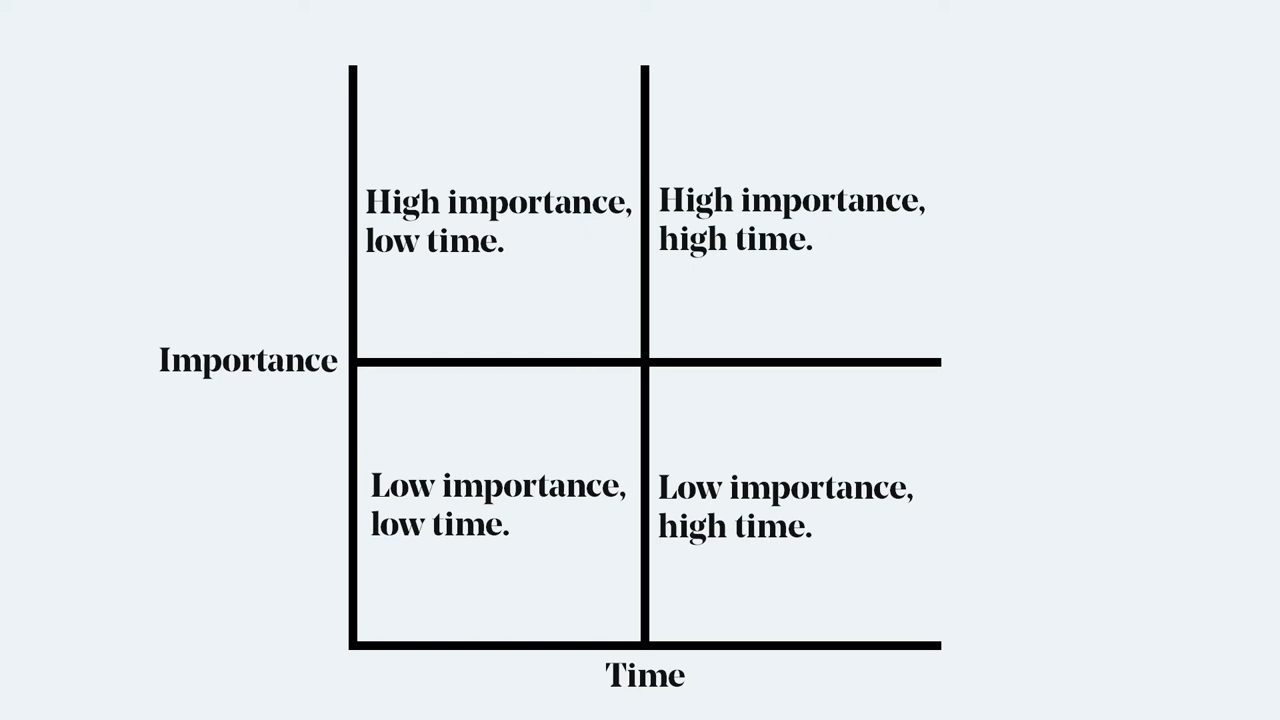 High importance,
low time.
High importance,
high time.
Importance
Low importance,
low time.
Low importance,
high time.
Time